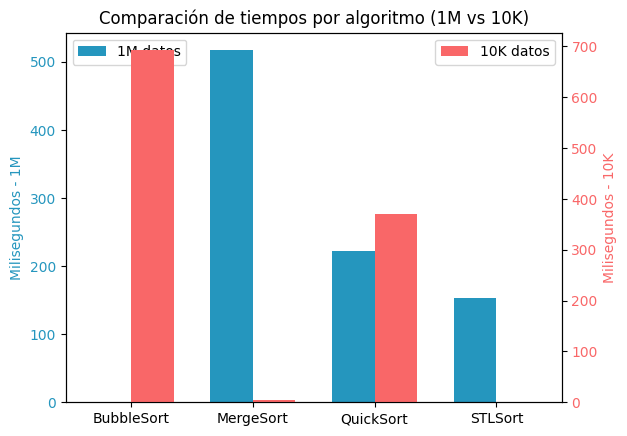 Comparación de tiempos por algoritmo (1M vs 10K)
1M datos
10K datos
Milisegundos - 1M
500
400
300
200
100
0
700
600
500
400
300
200
100
0
Milisegundos - 10K
BubbleSort
MergeSort
QuickSort
STLSort